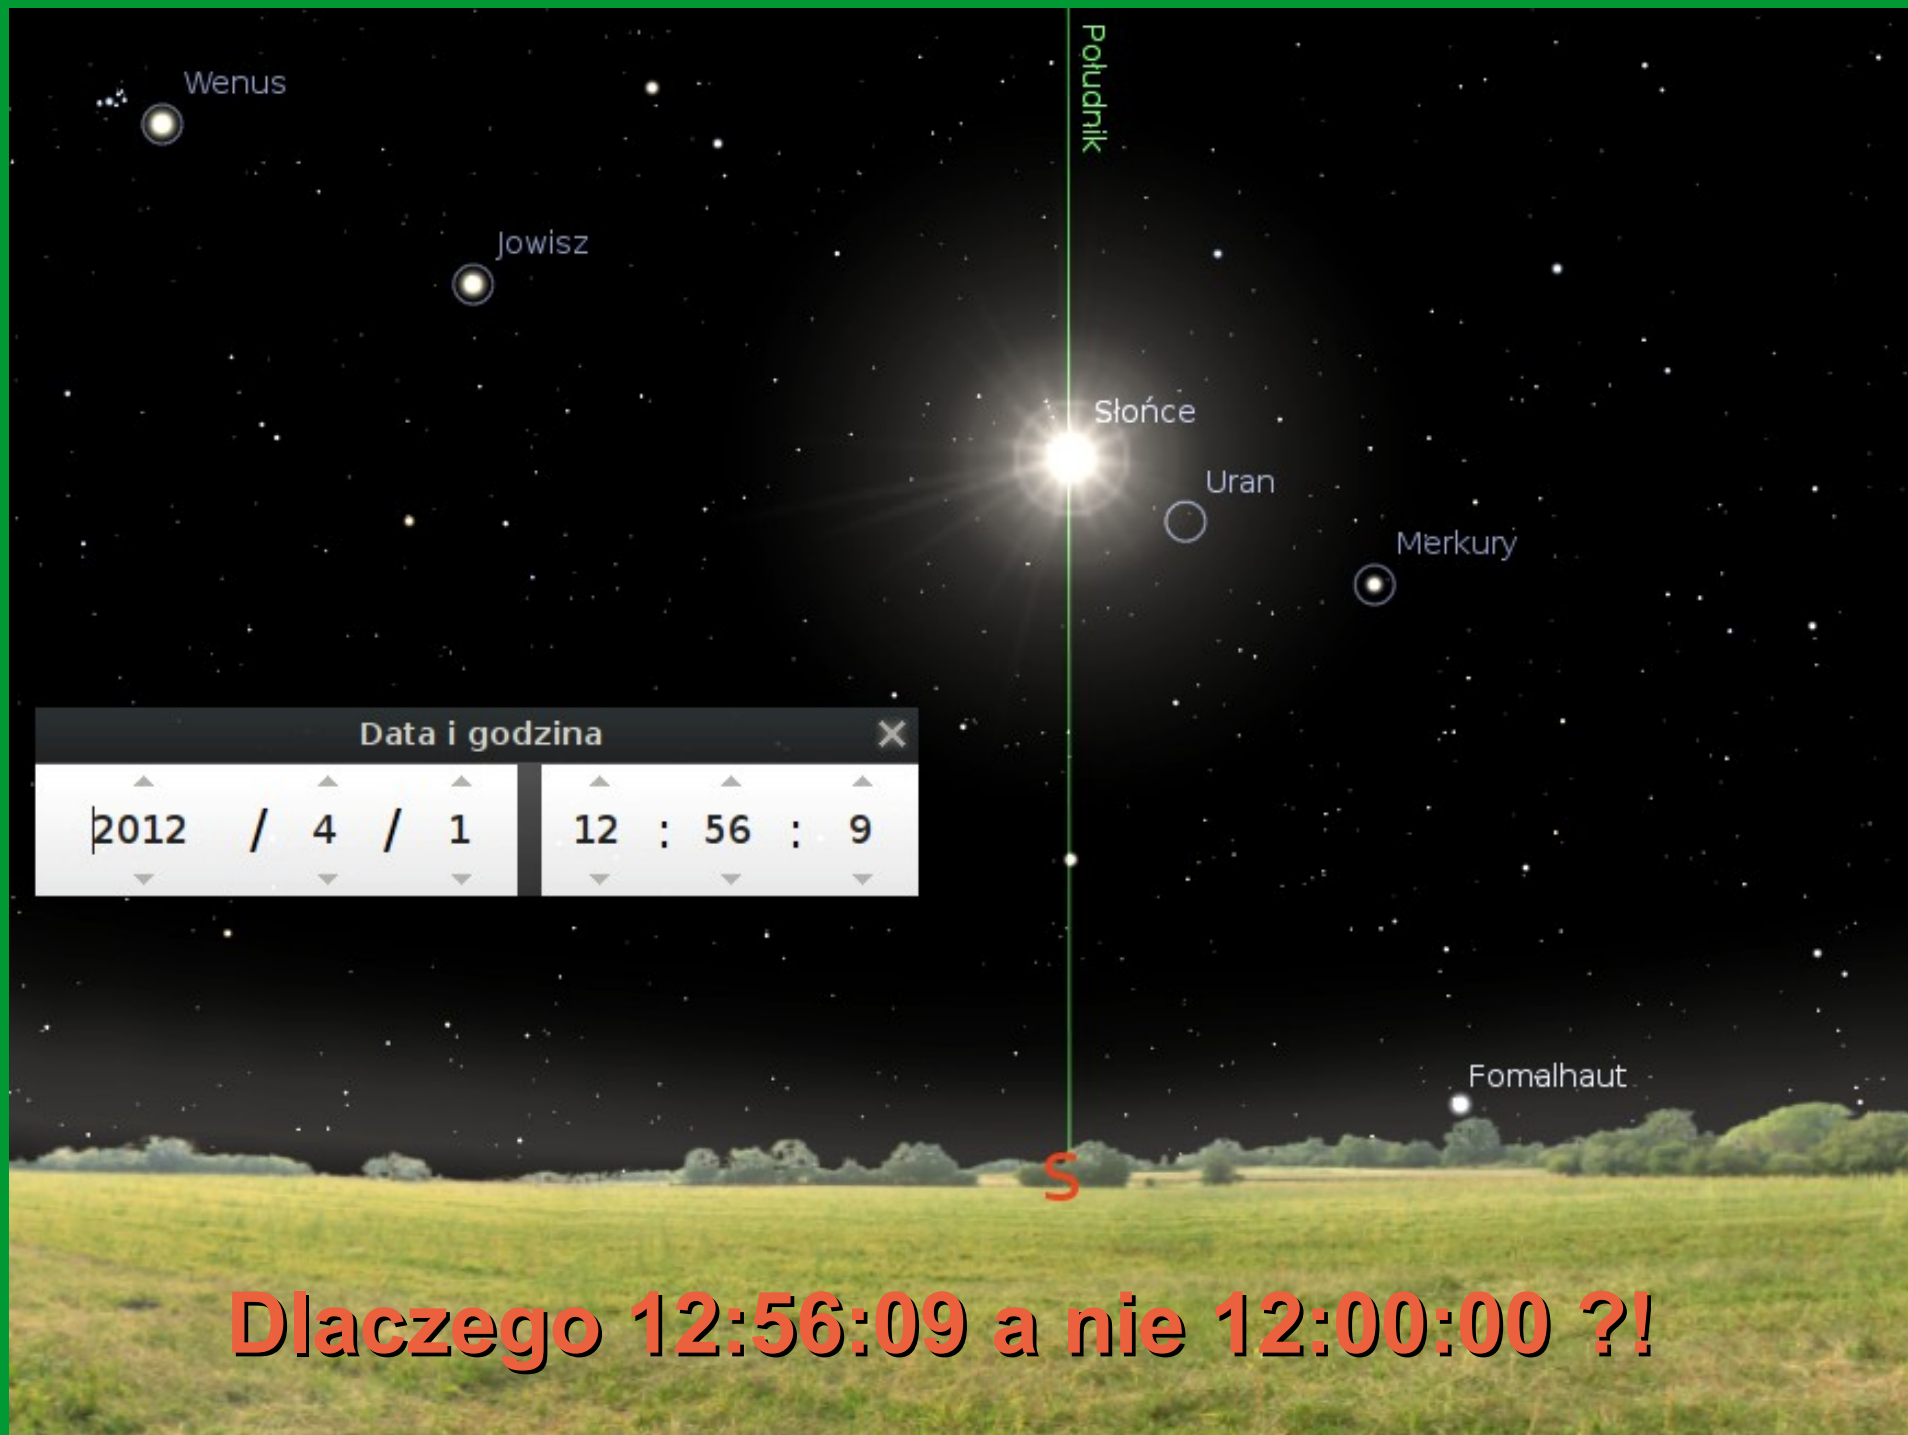 Wenus
Południk
Jowisz
Słońce
Uran
Merkury
Data i godzina
2012 / 4 / 1 12 : 56 : 9
Fomalhaut
S
Dlaczego 12:56:09 a nie 12:00:00 ?!